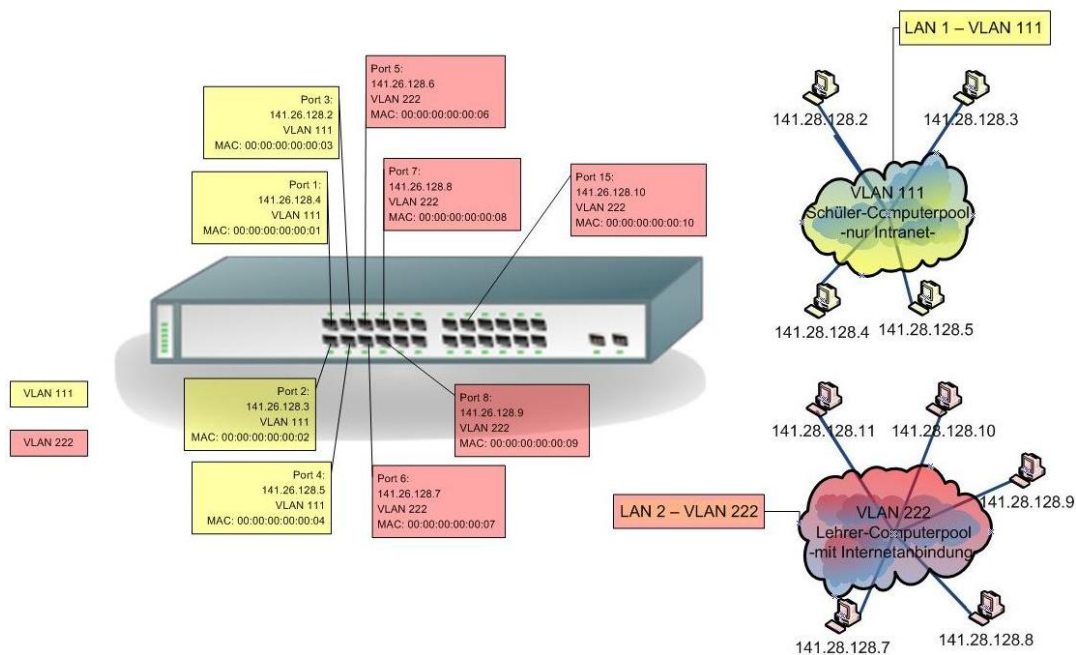 LAN 1 – VLAN 111
Port 5:
141.26.128.6
VLAN 222
MAC: 00:00:00:00:00:06
Port 3:
141.26.128.2
VLAN 111
MAC: 00:00:00:00:00:03
Port 7:
141.26.128.8
VLAN 222
MAC: 00:00:00:00:00:08
Port 15:
141.26.128.10
VLAN 222
MAC: 00:00:00:00:00:10
Port 1:
141.26.128.4
VLAN 111
MAC: 00:00:00:00:00:01
141.28.128.2
141.28.128.3
VLAN 111
Schüler-Computerpool
-nur Intranet-
141.28.128.4
141.28.128.5
VLAN 111
VLAN 222
Port 2:
141.26.128.3
VLAN 111
MAC: 00:00:00:00:00:02
Port 8:
141.26.128.9
VLAN 222
MAC: 00:00:00:00:00:09
Port 4:
141.26.128.5
VLAN 111
MAC: 00:00:00:00:00:04
Port 6:
141.26.128.7
VLAN 222
MAC: 00:00:00:00:00:07
141.28.128.11
141.28.128.10
141.28.128.9
LAN 2 – VLAN 222
VLAN 222
Lehrer-Computerpool
-mit Internetanbindung
141.28.128.7
141.28.128.8